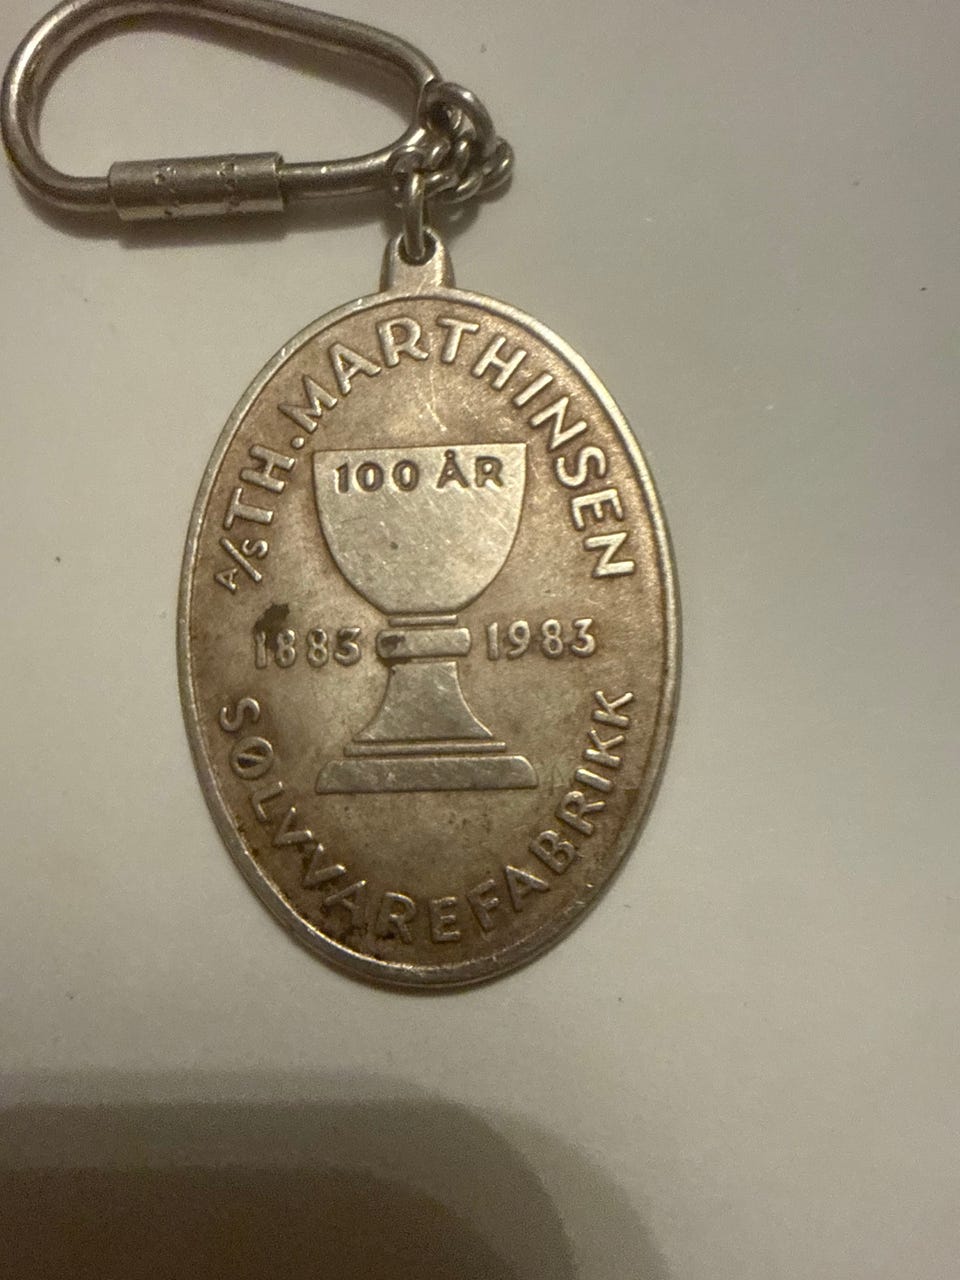 A/S TH. MARTHINSEN
100 ÅR
1883 1983
SØLVVAREFABRIKK